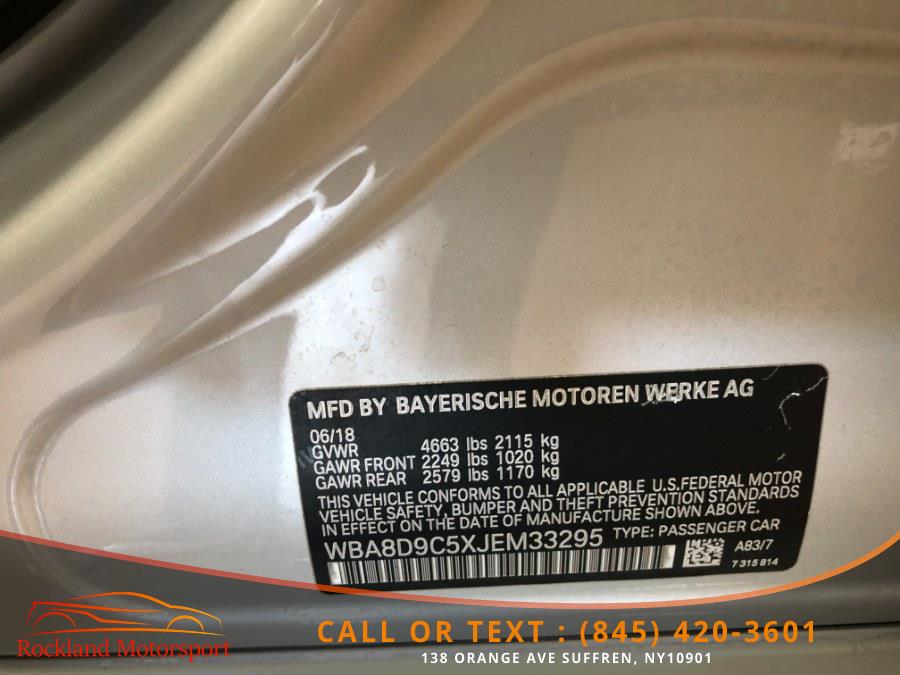 MFD BY BAYERISCHE MOTOREN WERKE AG
06/18
GVWR 4663 lbs 2115 kg
GAWR FRONT 2249 lbs 1020 kg
GAWR REAR 2579 lbs 1170 kg
THIS VEHICLE CONFORMS TO ALL APPLICABLE U.S.FEDERAL MOTOR
VEHICLE SAFETY, BUMPER AND THEFT PREVENTION STANDARDS
IN EFFECT ON THE DATE OF MANUFACTURE SHOWN ABOVE.
WBA8D9C5XJEM33295 TYPE: PASSENGER CAR
A83/7
7 315 814
Rockland Motorsport
CALL OR TEXT : (845) 420-3601
138 ORANGE AVE SUFFREN, NY10901